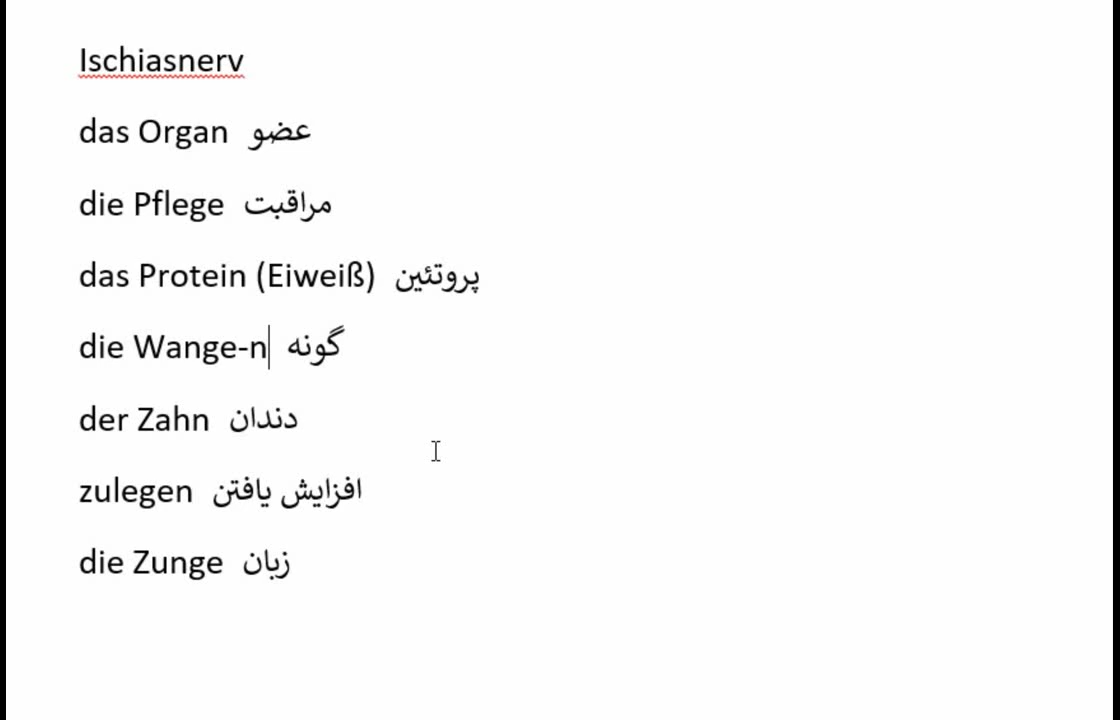 Ischiasnerv
das Organ عضو
die Pflege مراقبت
das Protein (Eiweiß) پروتئین
die Wange-n گونه
der Zahn دندان
zulegen افزایش یافتن
die Zunge زبان